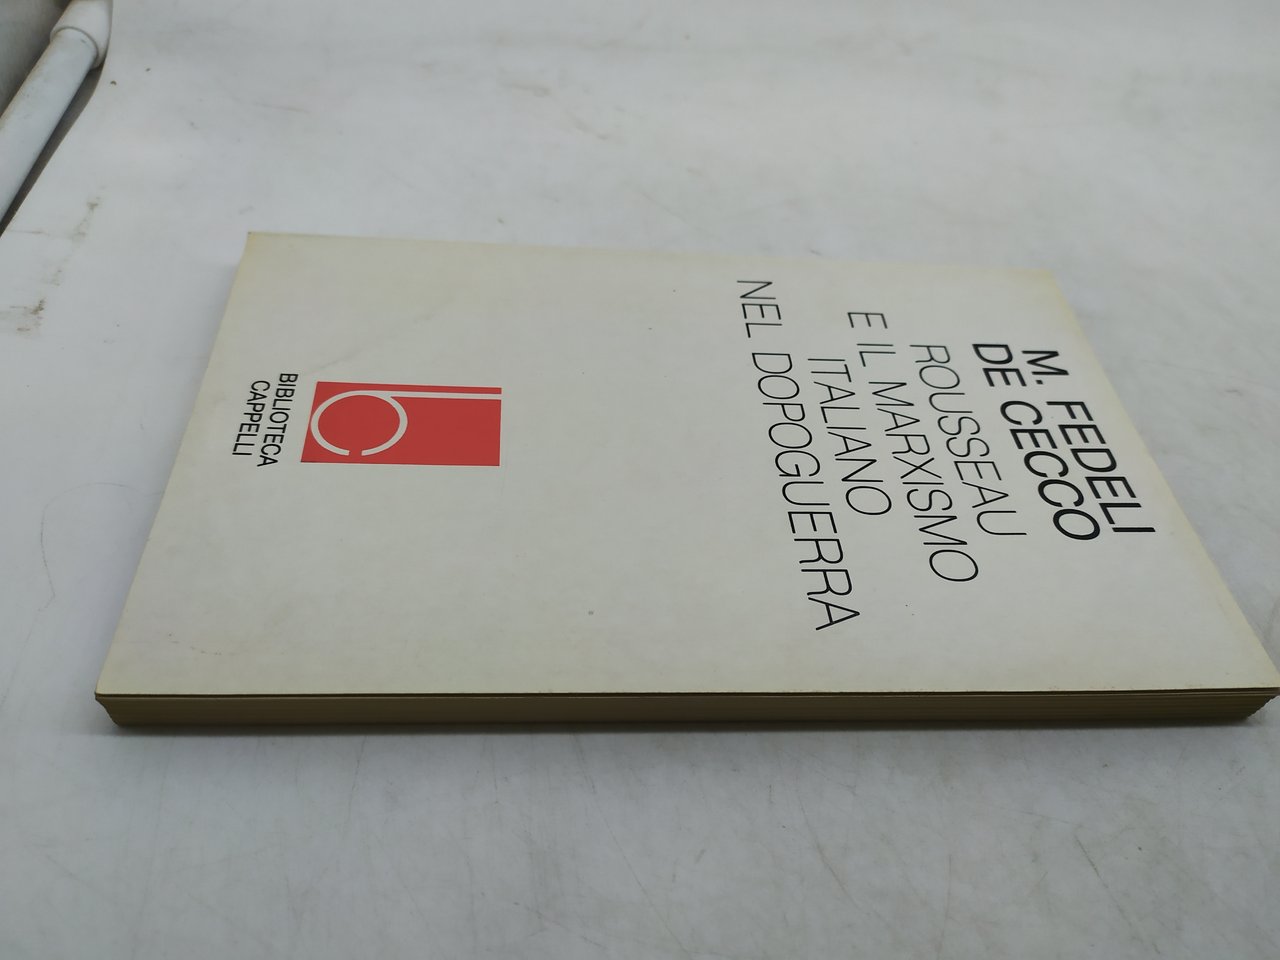 M. FEDELI
DE CECCO
ROUSSEAU
E IL MARXISMO
ITALIANO
NEL DOPOGUERRA
BIBLIOTECA
CAPPELLI